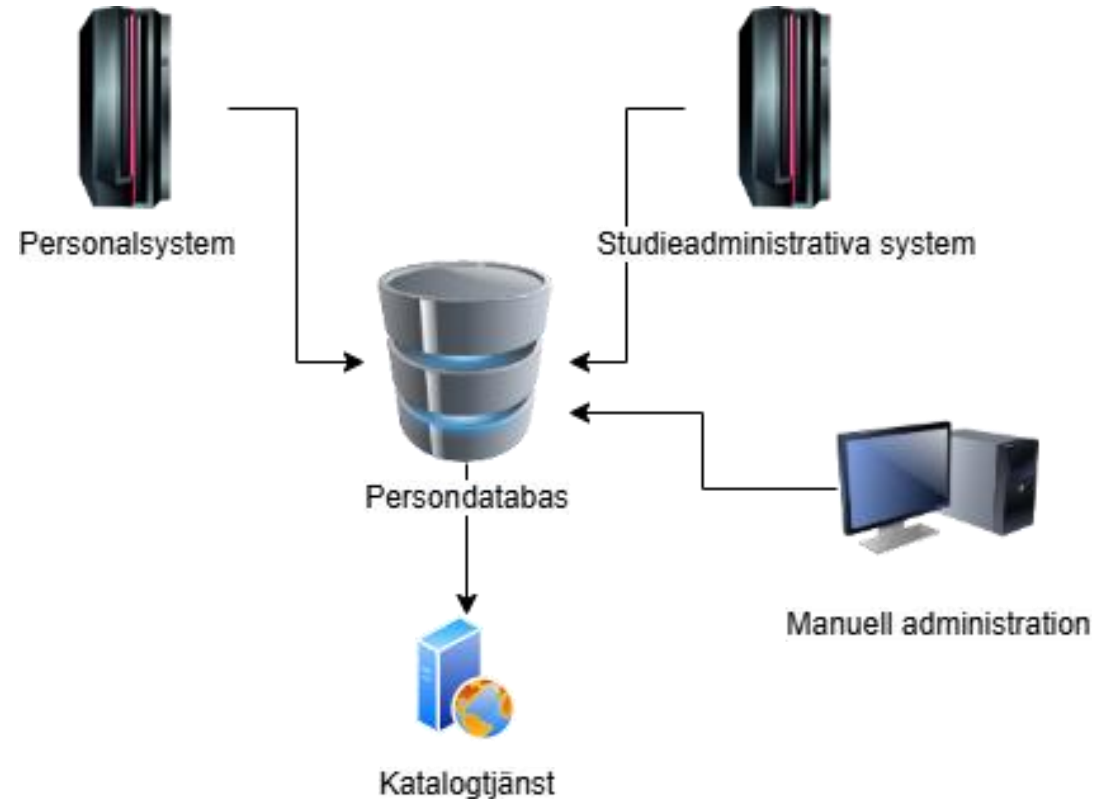 Personalsystem
Studieadministrativa system
Persondatabas
Manuell administration
Katalogtjänst